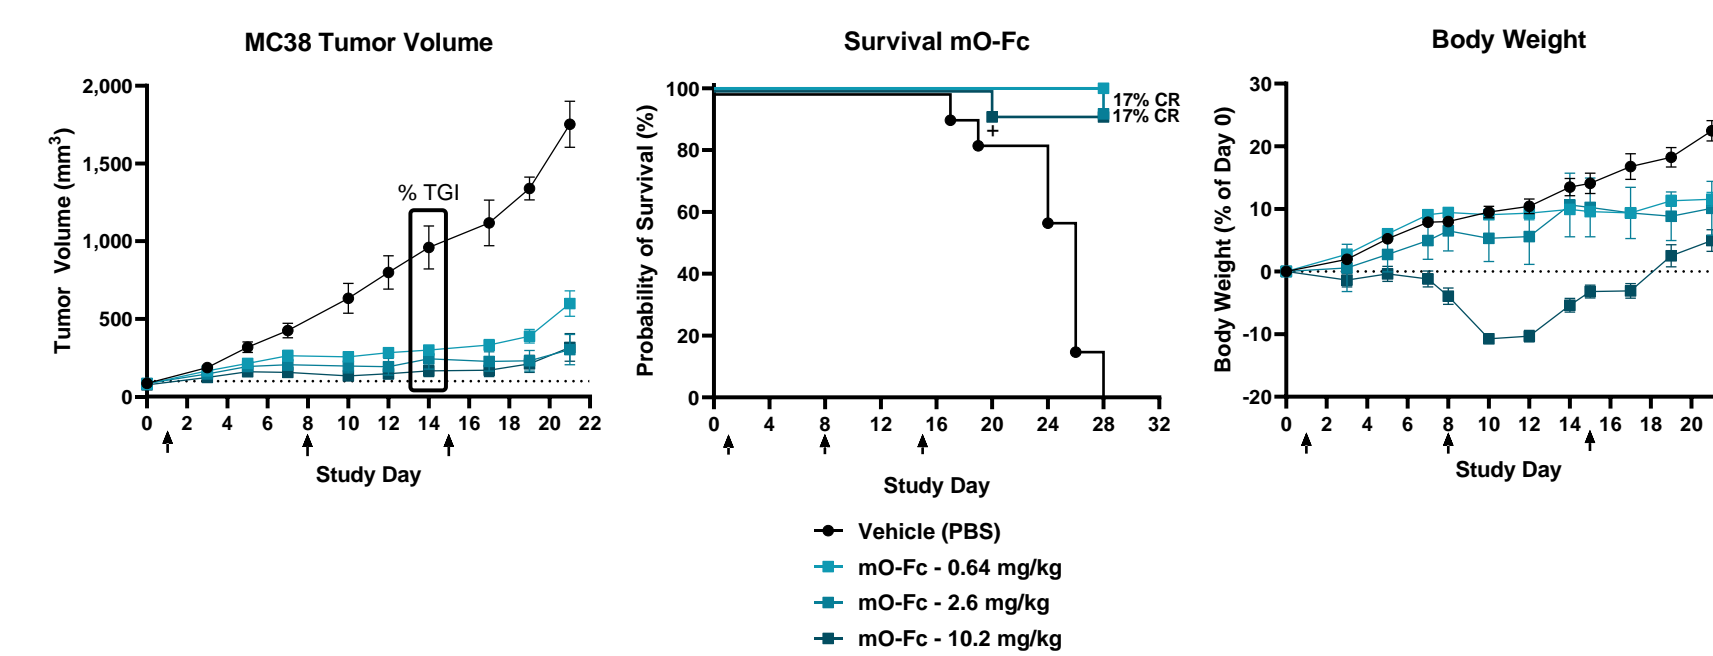 MC38 Tumor Volume
Tumor Volume (mm³)
2,000
1,500
1,000
500
0
% TGI
0 2 4 6 8 10 12 14 16 18 20 22
Study Day
Survival mO-Fc
Probability of Survival (%)
100
80
60
40
20
0
17% CR
17% CR
+
0 4 8 12 16 20 24 28 32
Study Day
Body Weight
Body Weight (% of Day 0)
30
20
10
0
-10
-20
0 2 4 6 8 10 12 14 16 18 20
Study Day
Vehicle (PBS)
mO-Fc - 0.64 mg/kg
mO-Fc - 2.6 mg/kg
mO-Fc - 10.2 mg/kg